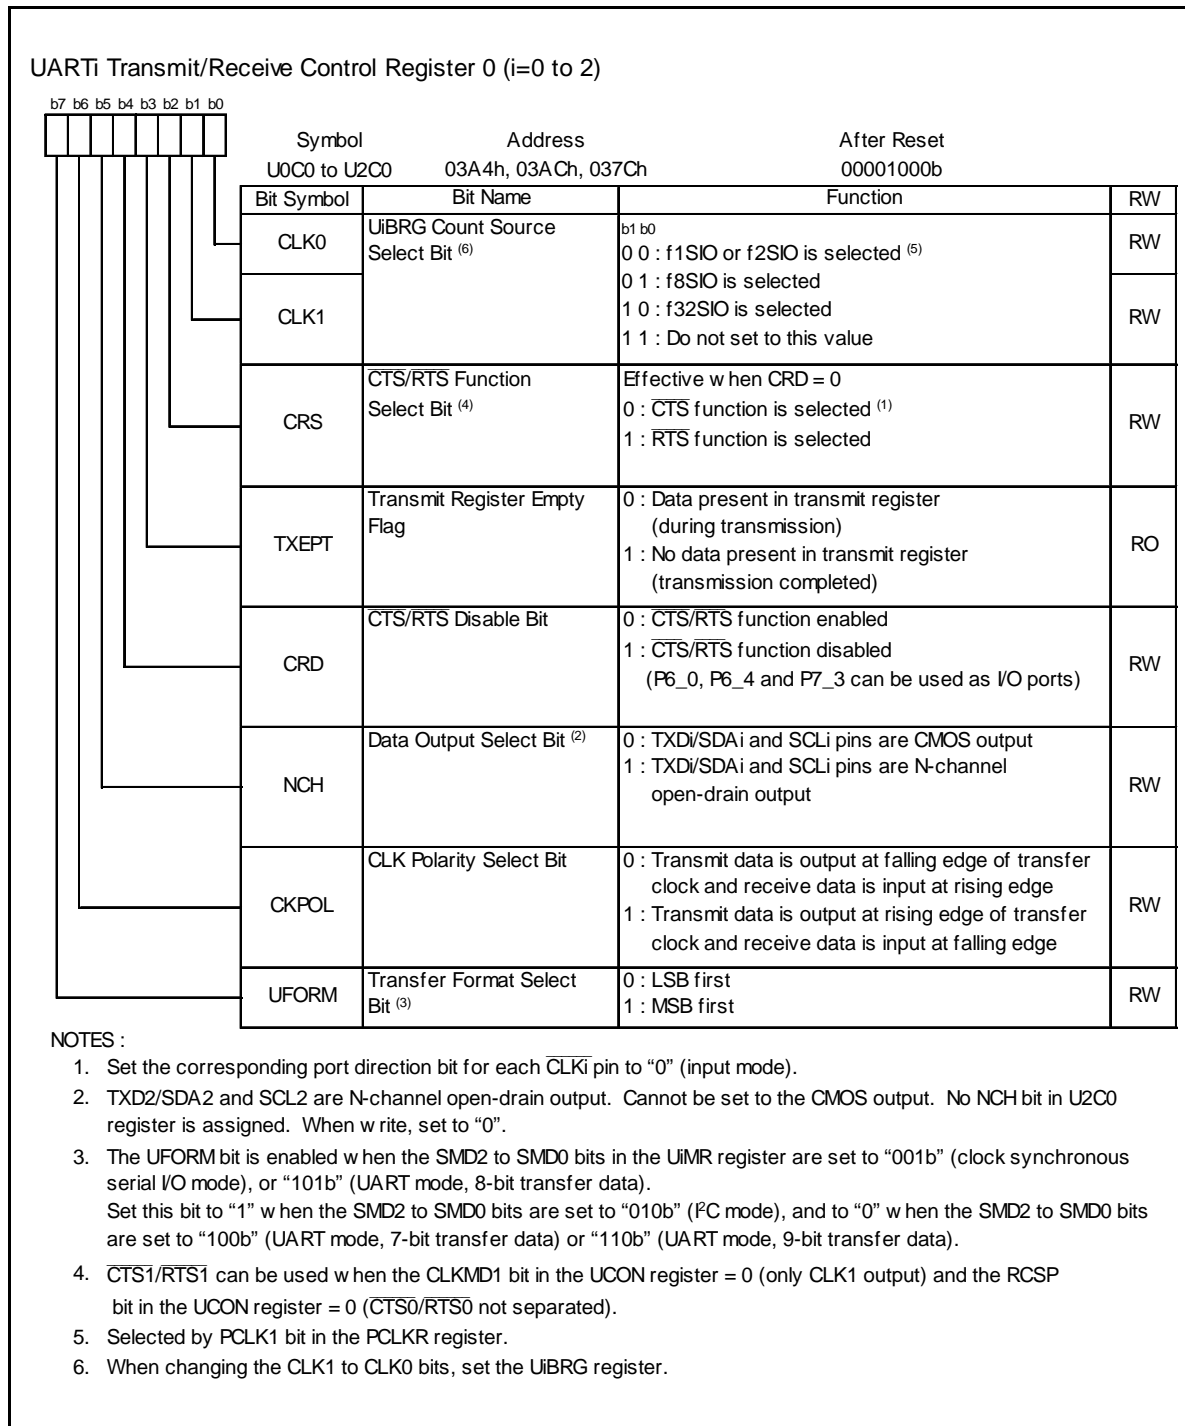 UARTi Transmit/Receive Control Register 0 (i=0 to 2)
b7 b6 b5 b4 b3 b2 b1 b0
Symbol Address After Reset
U0C0 to U2C0 03A4h, 03ACh, 037Ch 00001000b
Bit Symbol Bit Name Function RW
CLK0 UiBRG Count Source
Select Bit (6)
b1 b0
0 0 : f1SIO or f2SIO is selected (5)
RW
0 1 : f8SIO is selected
CLK1
1 0 : f32SIO is selected
1 1 : Do not set to this value
RW
CRS
CTS/RTS Function
Select Bit (4)
Effective when CRD = 0
0 : CTS function is selected (1)
1 : RTS function is selected
RW
TXEPT
Transmit Register Empty
Flag
0 : Data present in transmit register
(during transmission)
1 : No data present in transmit register
(transmission completed)
RO
CRD
CTS/RTS Disable Bit
0 : CTS/RTS function enabled
1 : CTS/RTS function disabled
(P6_0, P6_4 and P7_3 can be used as I/O ports)
RW
NCH
Data Output Select Bit (2)
0 : TXDi/SDAi and SCLi pins are CMOS output
1 : TXDi/SDAi and SCLi pins are N-channel
open-drain output
RW
CKPOL
CLK Polarity Select Bit
0 : Transmit data is output at falling edge of transfer
clock and receive data is input at rising edge
1 : Transmit data is output at rising edge of transfer
clock and receive data is input at falling edge
RW
UFORM
Transfer Format Select
Bit (3)
0 : LSB first
1 : MSB first
RW
NOTES :
1. Set the corresponding port direction bit for each CLKi pin to “0” (input mode).
2. TXD2/SDA2 and SCL2 are N-channel open-drain output. Cannot be set to the CMOS output. No NCH bit in U2C0
register is assigned. When write, set to “0”.
3. The UFORM bit is enabled when the SMD2 to SMD0 bits in the UiMR register are set to “001b” (clock synchronous
serial I/O mode), or “101b” (UART mode, 8-bit transfer data).
Set this bit to “1” when the SMD2 to SMD0 bits are set to “010b” (I²C mode), and to “0” when the SMD2 to SMD0 bits
are set to “100b” (UART mode, 7-bit transfer data) or “110b” (UART mode, 9-bit transfer data).
4. CTS1/RTS1 can be used when the CLKMD1 bit in the UCON register = 0 (only CLK1 output) and the RCSP
bit in the UCON register = 0 (CTS0/RTS0 not separated).
5. Selected by PCLK1 bit in the PCLKR register.
6. When changing the CLK1 to CLK0 bits, set the UiBRG register.